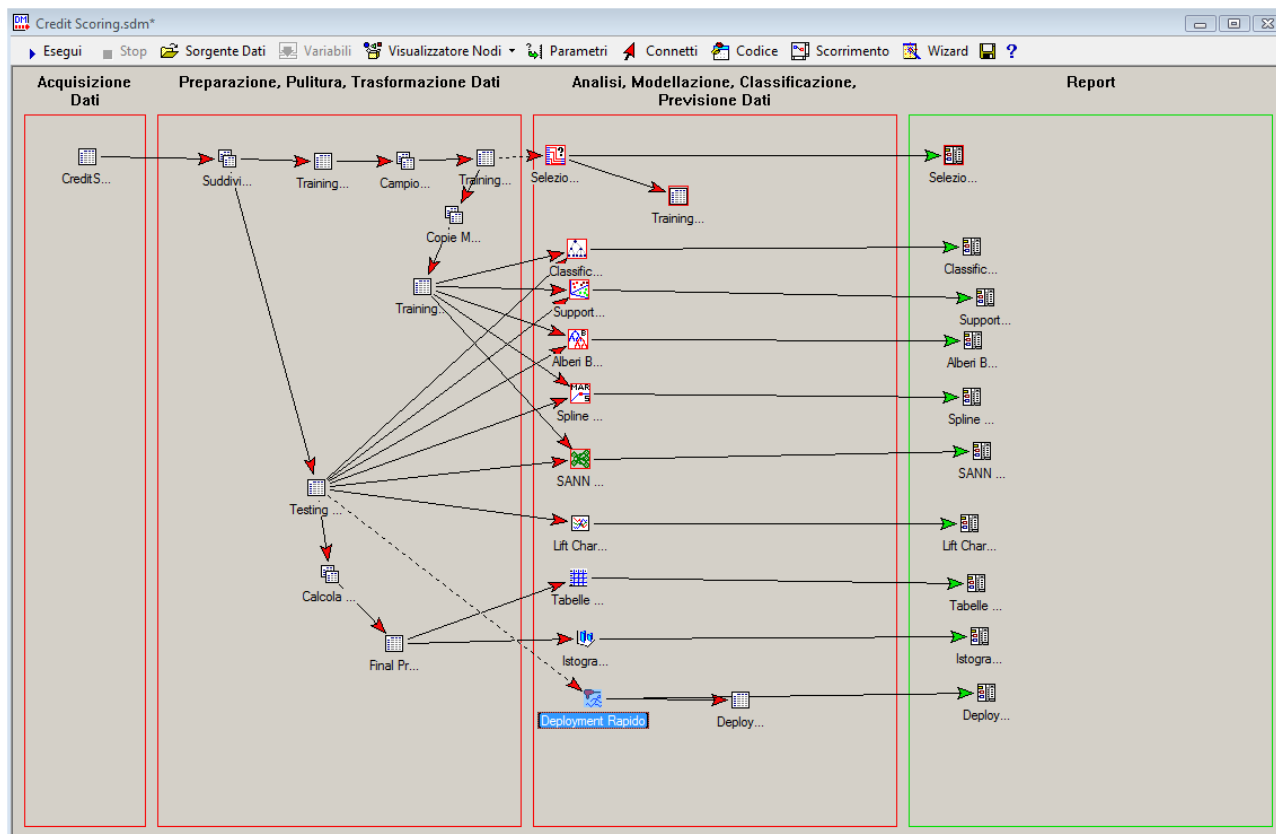 Credit Scoring.sdm*
Esegui Stop Sorgente Dati Variabili Visualizzatore Nodi Parametri Connetti Codice Scorrimento Wizard ?
Acquisizione
Dati
Preparazione, Pulitura, Trasformazione Dati
Analisi, Modellazione, Classificazione,
Previsione Dati
Report
CreditS...
Suddivi...
Training...
Campio...
Training...
Selezio...
Selezio...
Training...
Copie M...
Classific...
Classific...
Training...
Support...
Support...
Alberi B...
Alberi B...
MAR
S
Spline ...
Spline ...
SANN ...
SANN ...
Testing ...
Lift Char...
Lift Char...
Calcola ...
Tabelle ...
Tabelle ...
Final Pr...
Istogra...
Istogra...
Deployment Rapido
Deploy...
Deploy...